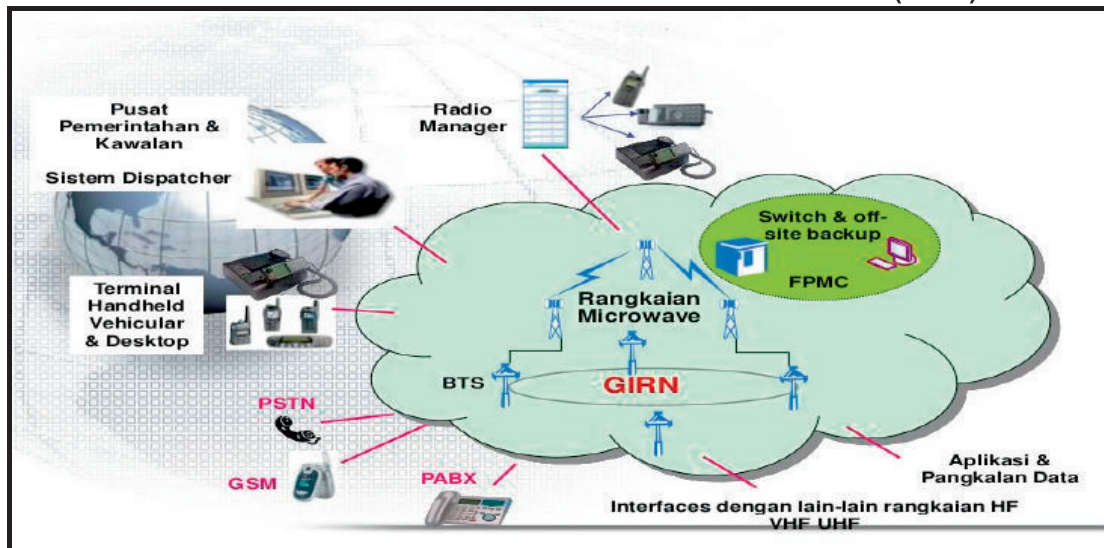 Pusat
Pemerintahan &
Kawalan
Sistem Dispatcher
Radio
Manager
Switch & off-
site backup
FPMC
Terminal
Handheld
Vehicular
& Desktop
Rangkaian
Microwave
BTS
GIRN
PSTN
GSM
PABX
Aplikasi &
Pangkalan Data
Interfaces dengan lain-lain rangkaian HF
VHF UHF